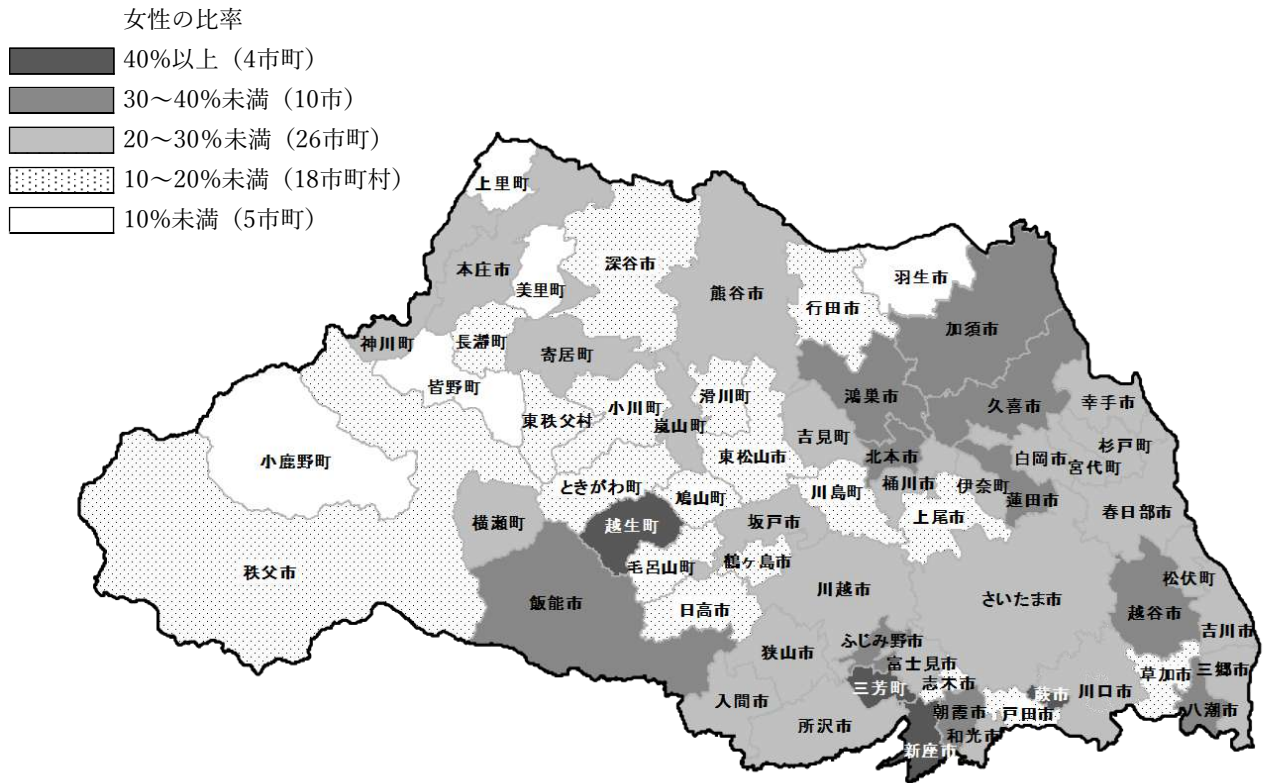 女性の比率
40%以上（4市町）
30～40%未満（10市）
20～30%未満（26市町）
10～20%未満（18市町村）
10%未満（5市町）
上里町
深谷市
本庄市
美里町
熊谷市
羽生市
行田市
加須市
神川町
長瀞町
寄居町
皆野町
小川町
滑川町
鴻巣市
久喜市
幸手市
東秩父村
嵐山町
吉見町
杉戸町
小鹿野町
東松山市
北本市
白岡市
宮代町
ときがわ町
鳩山町
川島町
桶川市
伊奈町
蓮田市
横瀬町
越生町
坂戸市
上尾市
春日部市
秩父市
毛呂山町
鶴ヶ島市
松伏町
飯能市
日高市
川越市
さいたま市
越谷市
吉川市
ふじみ野市
狭山市
富士見市
草加市
三郷市
入間市
三芳町
志木市
蕨市
川口市
所沢市
朝霞市
戸田市
八潮市
和光市
新座市